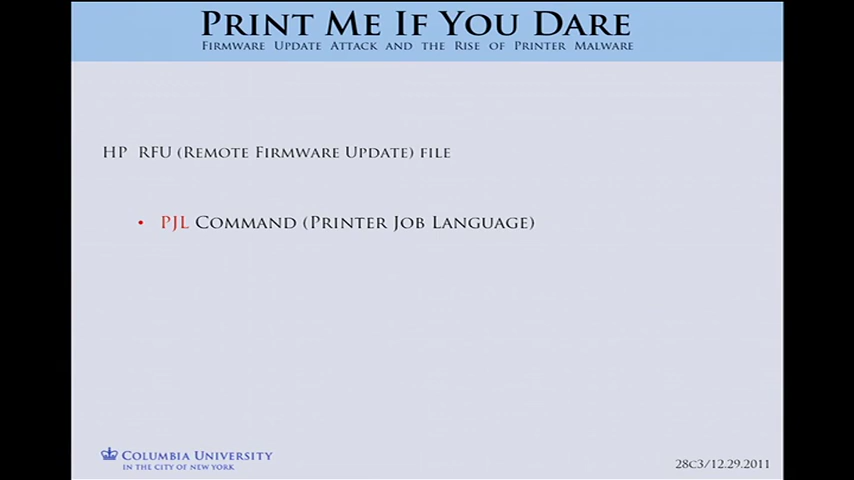 Print Me If You Dare
Firmware Update Attack and the Rise of Printer Malware
HP RFU (Remote Firmware Update) file
• PJL Command (Printer Job Language)
Columbia University
IN THE CITY OF NEW YORK
28c3/12.29.2011